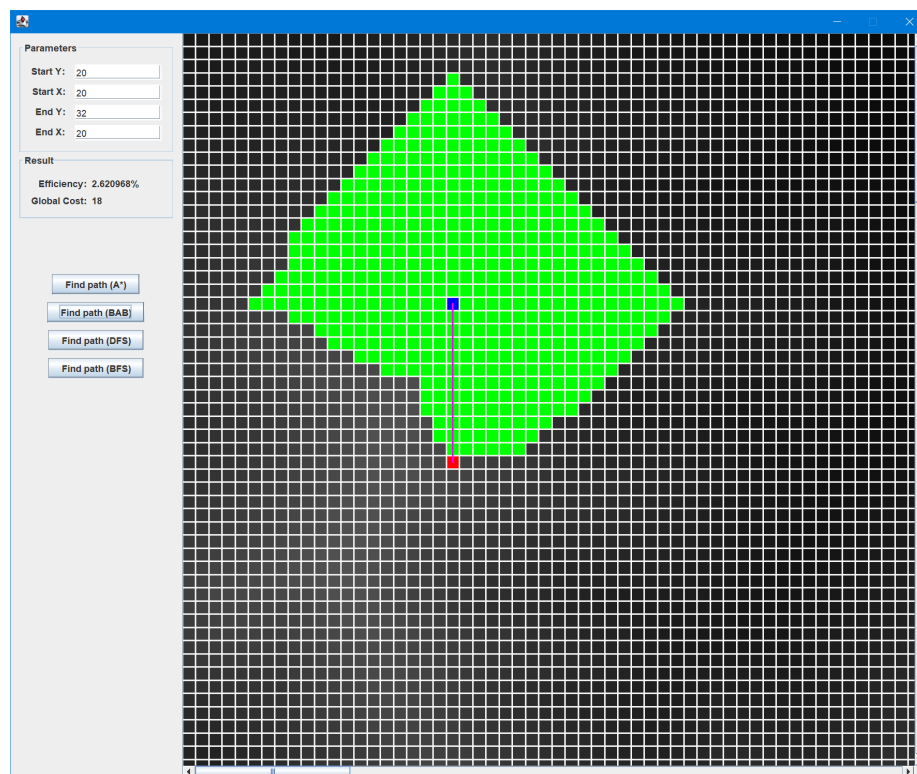 Parameters
Start Y: 20
Start X: 20
End Y: 32
End X: 20
Result
Efficiency: 2.620968%
Global Cost: 18
Find path (A*)
Find path (BAB)
Find path (DFS)
Find path (BFS)